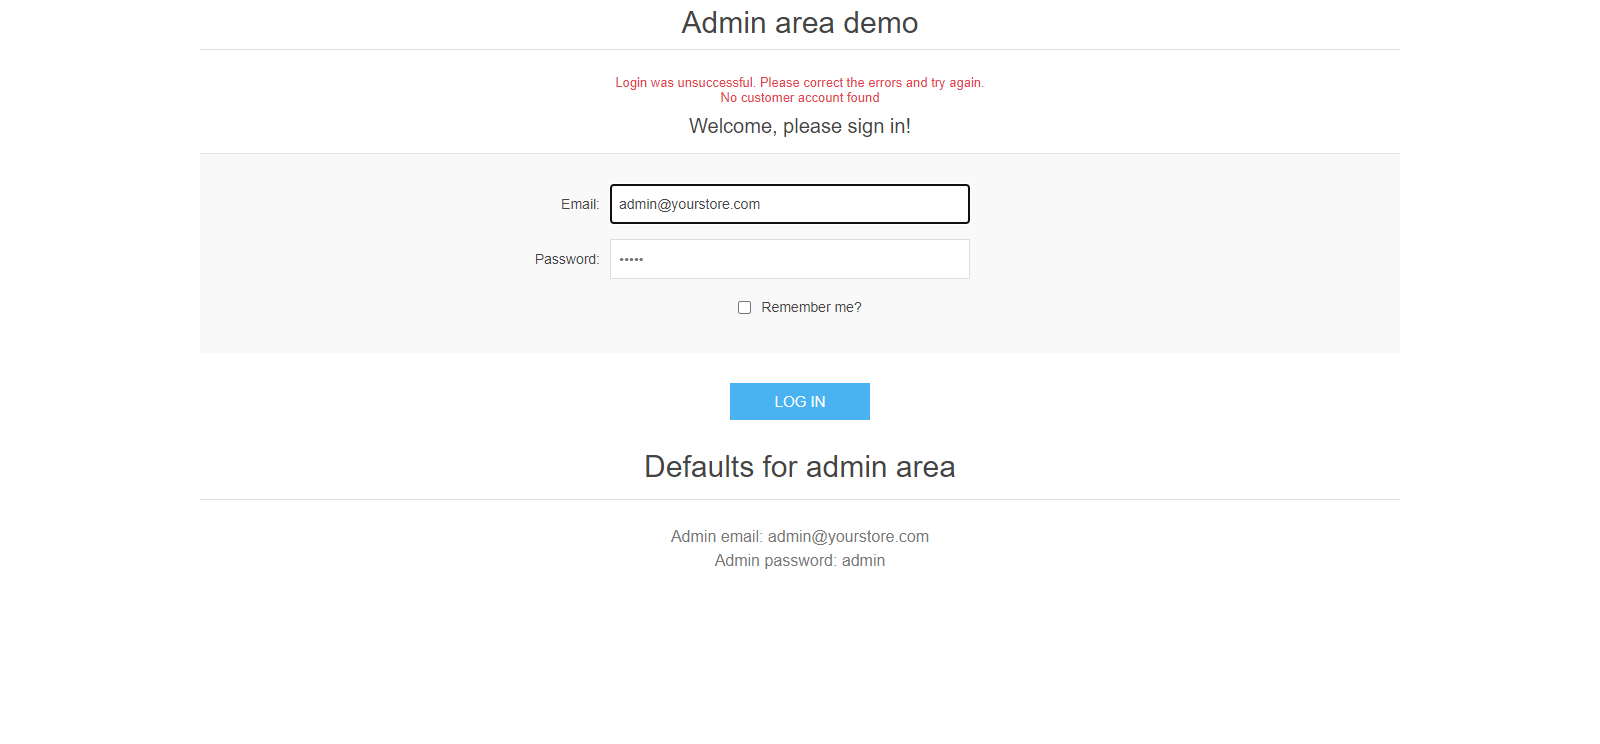 Admin area demo
Login was unsuccessful. Please correct the errors and try again.
No customer account found
Welcome, please sign in!
Email: admin@yourstore.com
Password: •••••
Remember me?
LOG IN
Defaults for admin area
Admin email: admin@yourstore.com
Admin password: admin